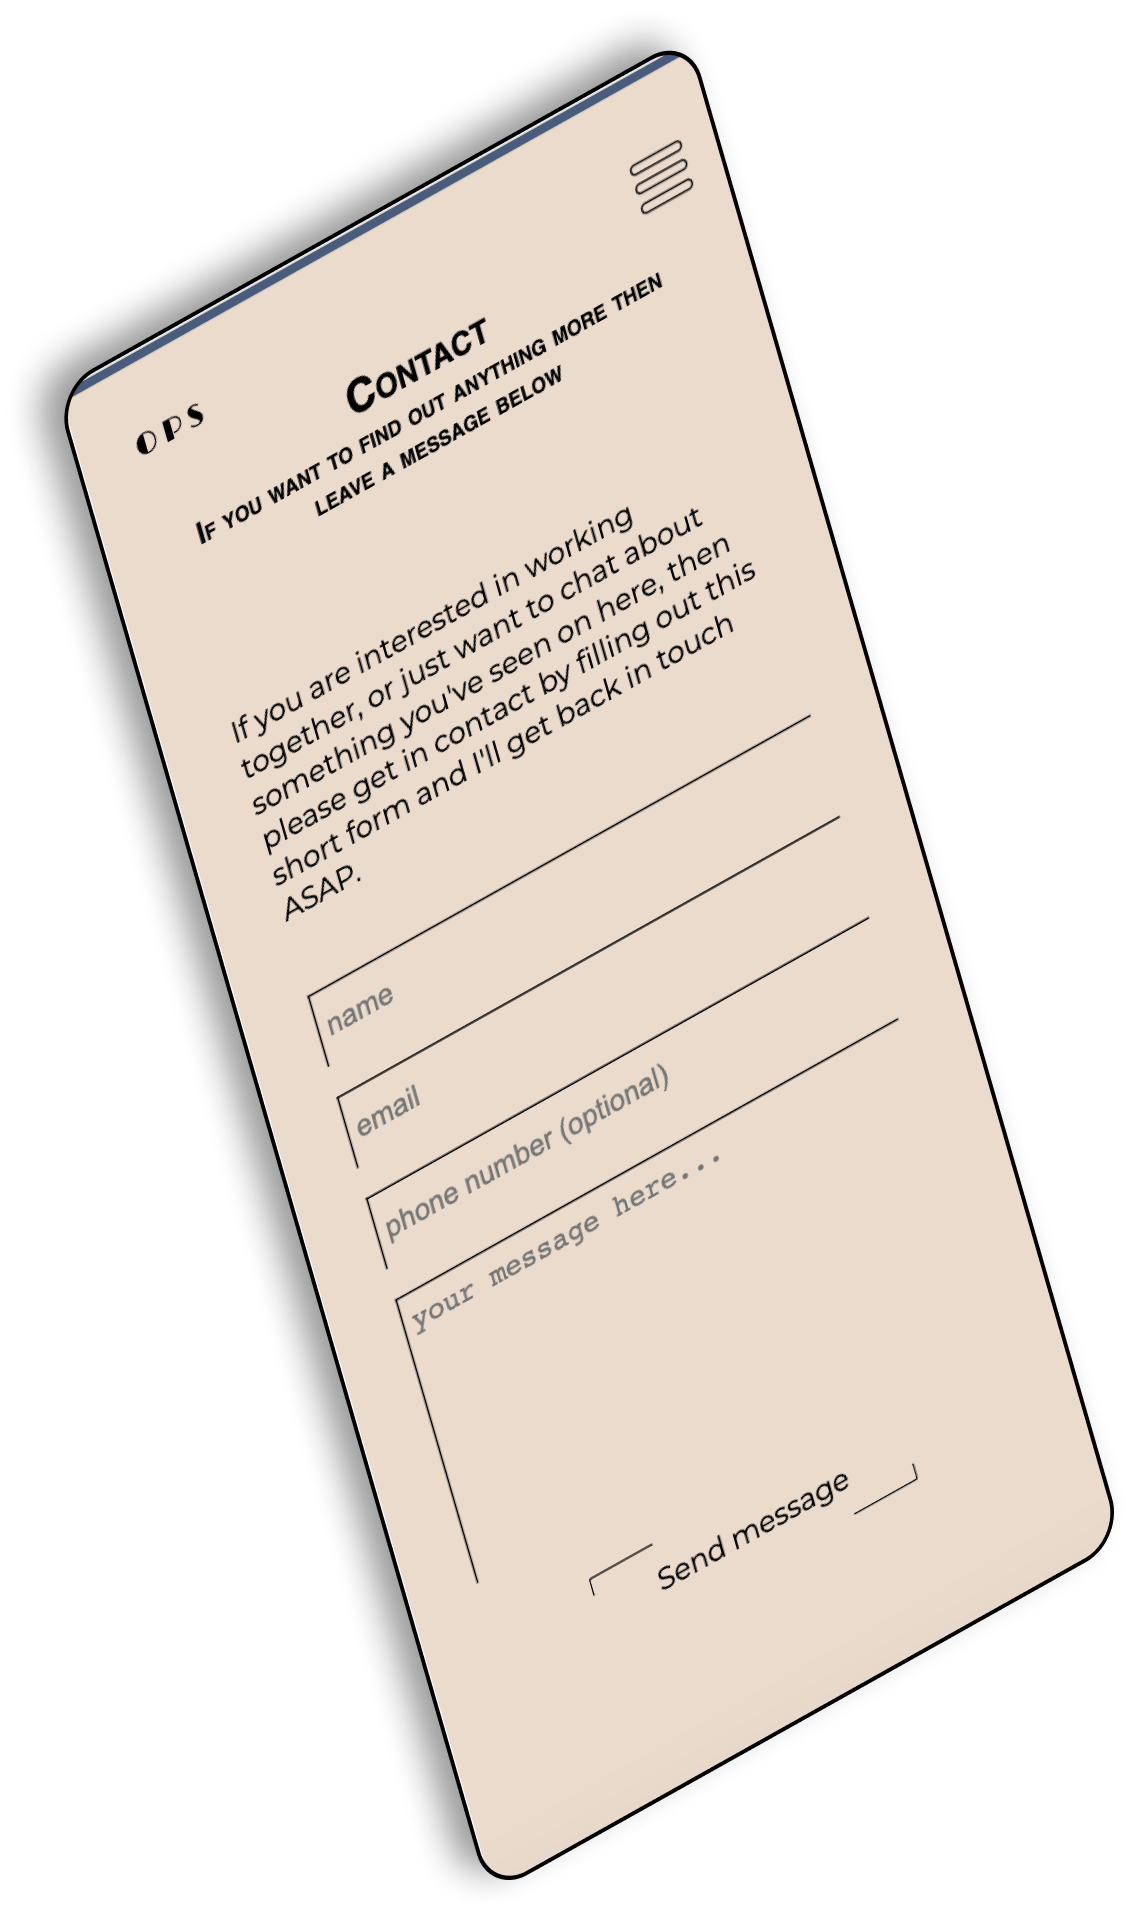 OPS
CONTACT
IF YOU WANT TO FIND OUT ANYTHING MORE THEN
LEAVE A MESSAGE BELOW
If you are interested in working
together, or just want to chat about
something you've seen on here, then
please get in contact by filling out this
short form and I'll get back in touch
ASAP.
name
email
phone number (optional)
your message here...
Send message